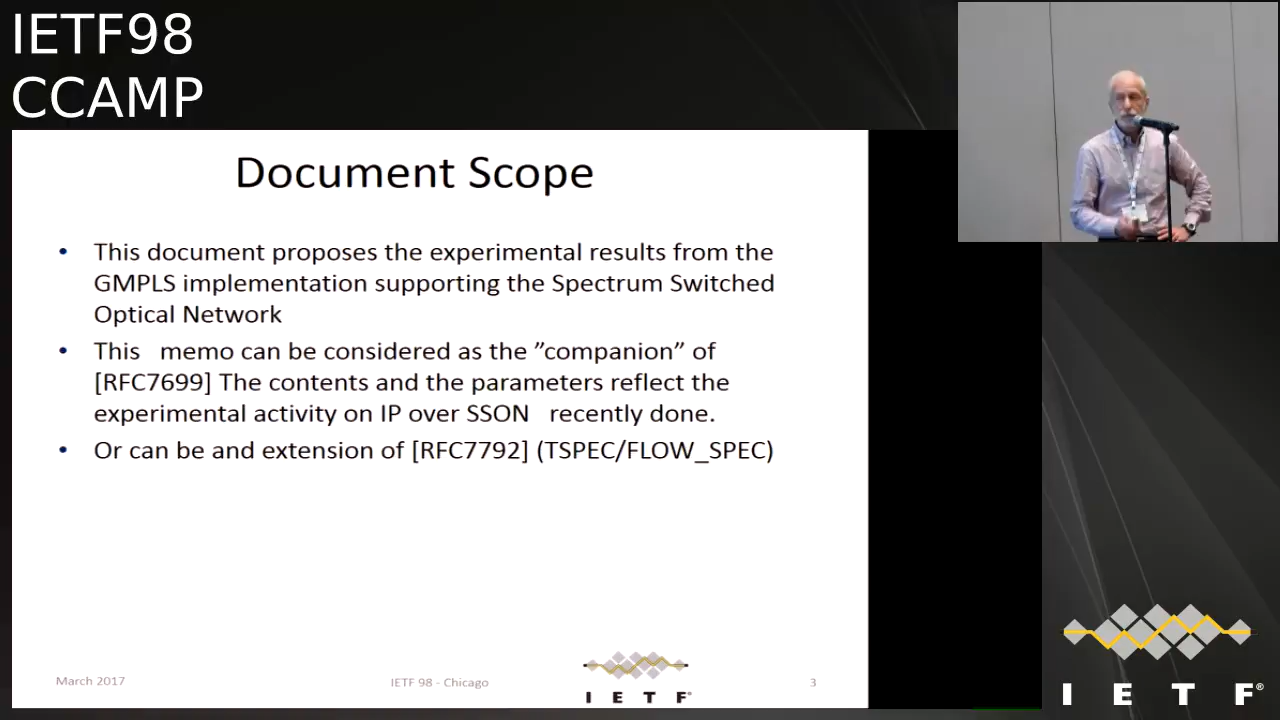 IETF98
CCAMP
Document Scope
• This document proposes the experimental results from the
GMPLS implementation supporting the Spectrum Switched
Optical Network
• This memo can be considered as the ”companion” of
[RFC7699] The contents and the parameters reflect the
experimental activity on IP over SSON recently done.
• Or can be and extension of [RFC7792] (TSPEC/FLOW_SPEC)
March 2017
IETF 98 - Chicago
I E T F®
3
I E T F®